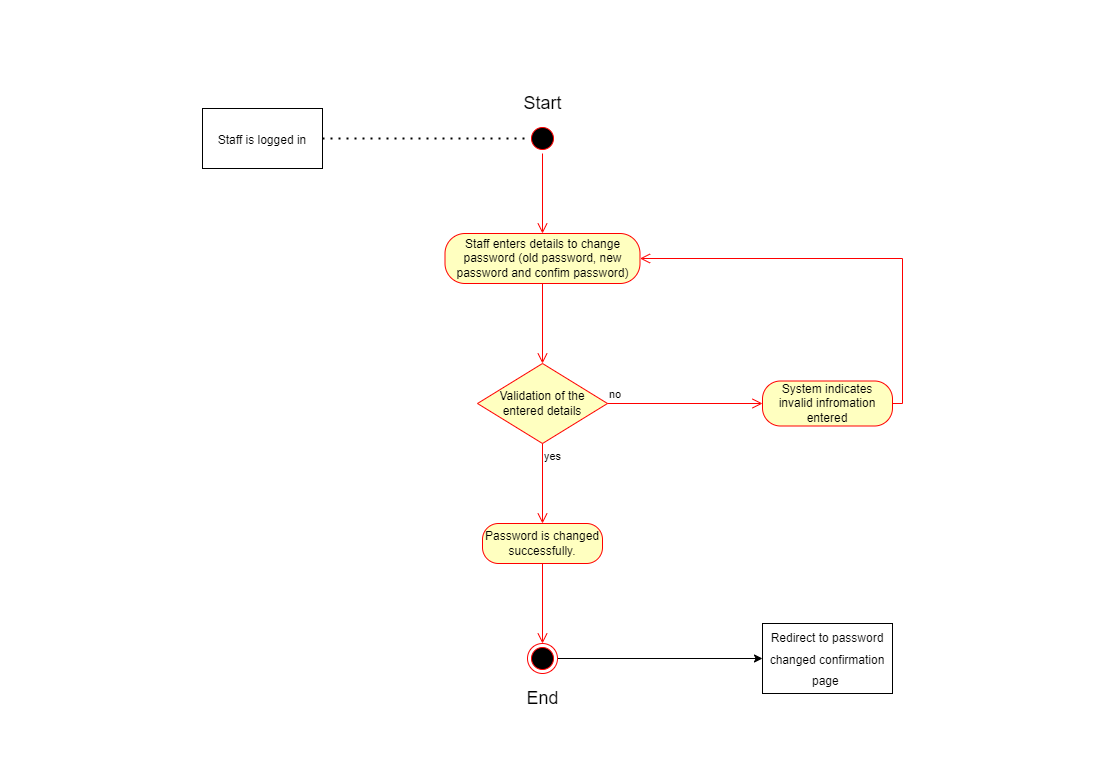 Start
Staff is logged in
Staff enters details to change
password (old password, new
password and confim password)
Validation of the
entered details
no
System indicates
invalid infromation
entered
yes
Password is changed
successfully.
Redirect to password
changed confirmation
page
End